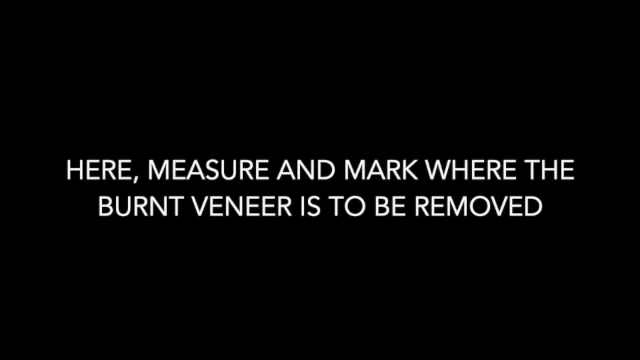 HERE, MEASURE AND MARK WHERE THE
BURNT VENEER IS TO BE REMOVED